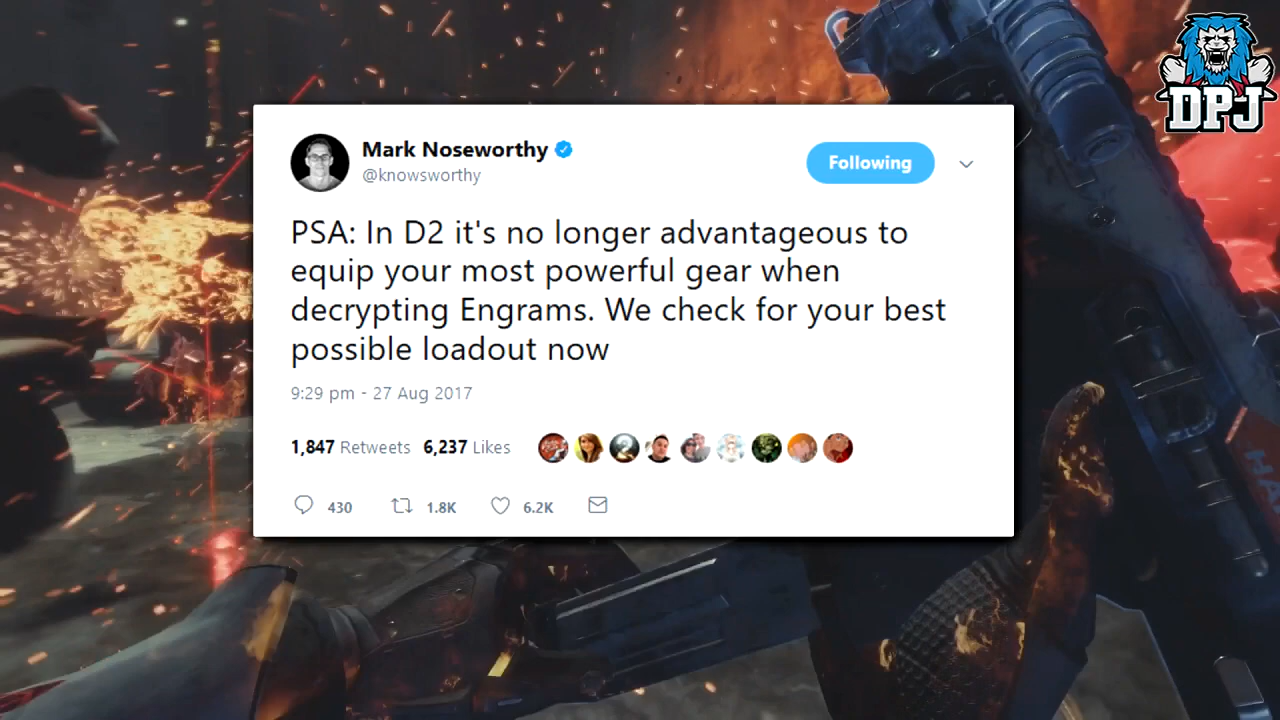 DPJ
Mark Noseworthy
@knowsworthy
Following
PSA: In D2 it's no longer advantageous to
equip your most powerful gear when
decrypting Engrams. We check for your best
possible loadout now
9:29 pm - 27 Aug 2017
1,847 Retweets 6,237 Likes
430 1.8K 6.2K